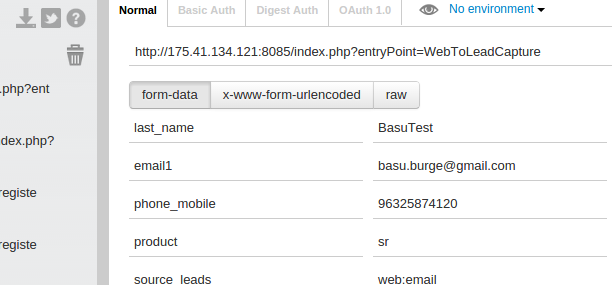 Normal Basic Auth Digest Auth OAuth 1.0 No environment
http://175.41.134.121:8085/index.php?entryPoint=WebToLeadCapture
.php?ent
form-data x-www-form-urlencoded raw
last_name BasuTest
dex.php?
email1 basu.burge@gmail.com
registe
phone_mobile 96325874120
product sr
registe
source_leads web:email